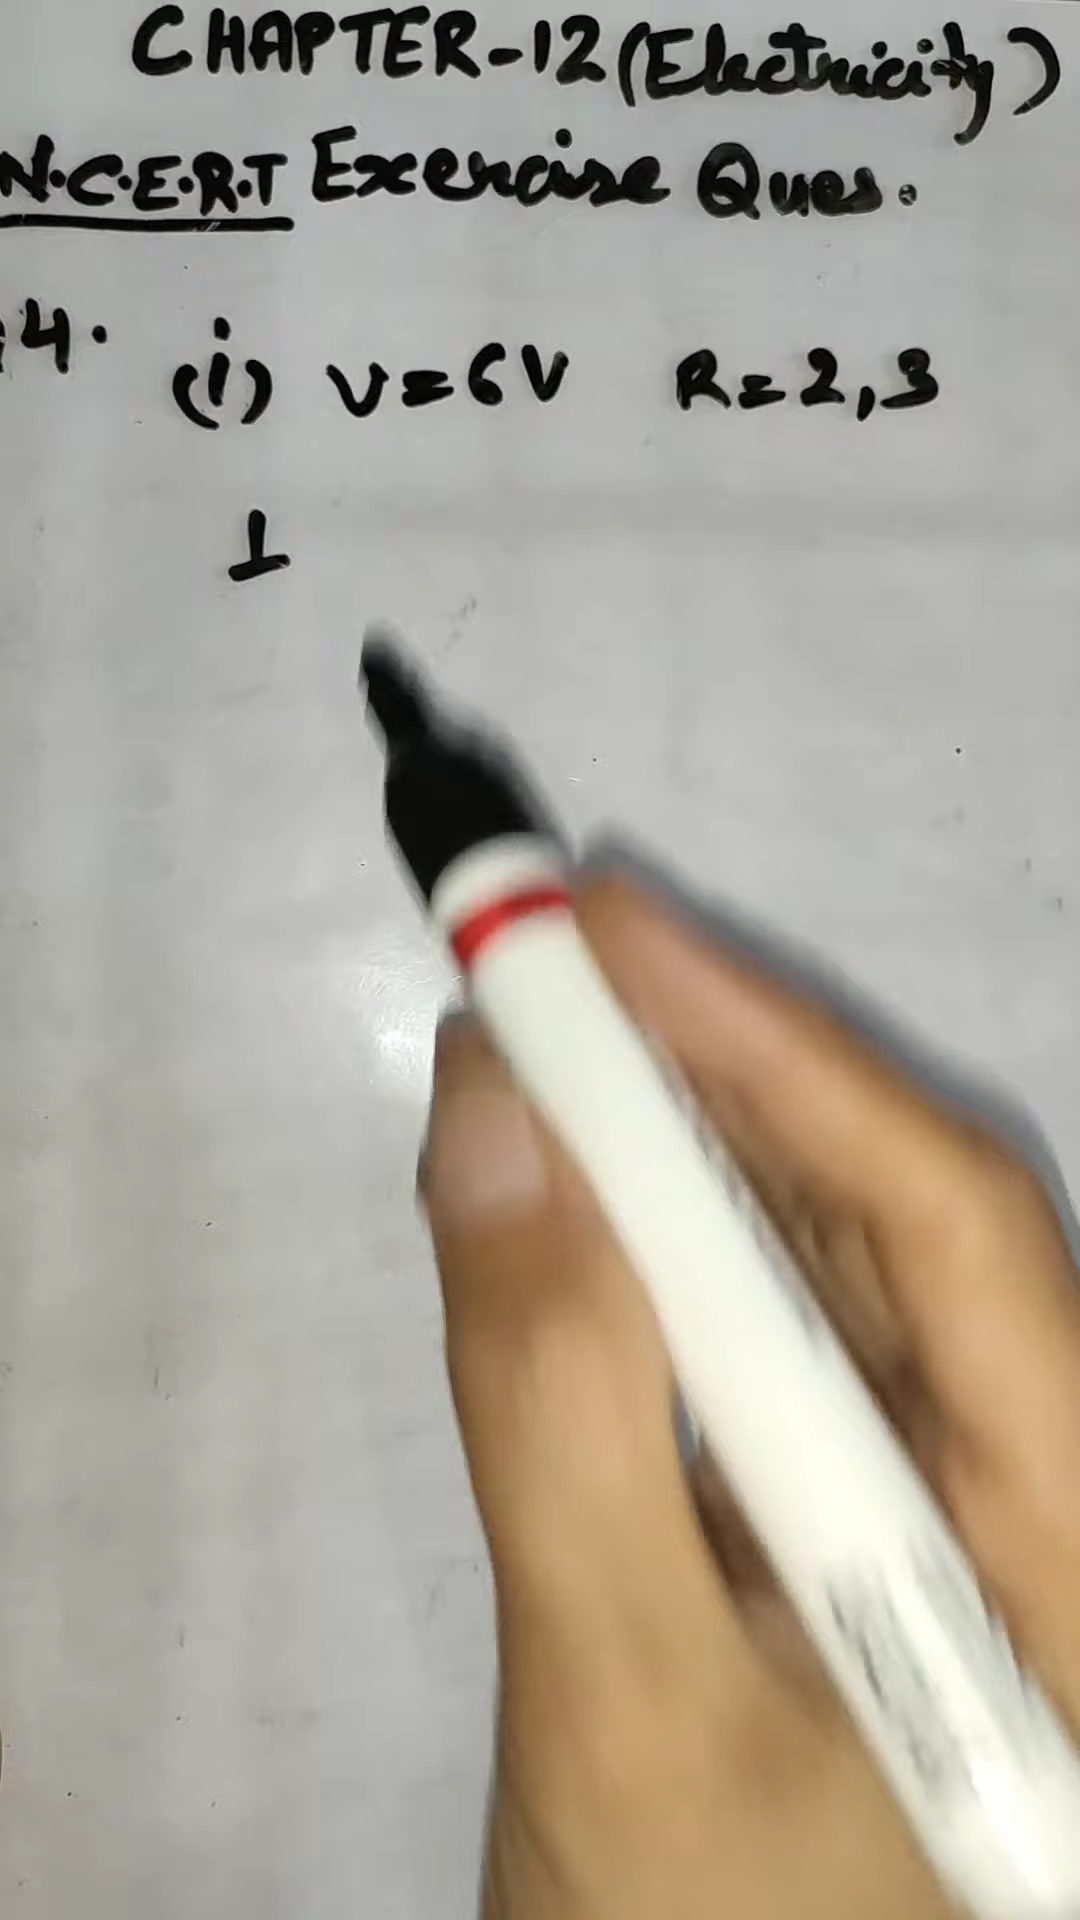 CHAPTER-12 (Electricity)
N.C.E.R.T Exercise Ques.
4.
(i) V=6V R=2,3
I